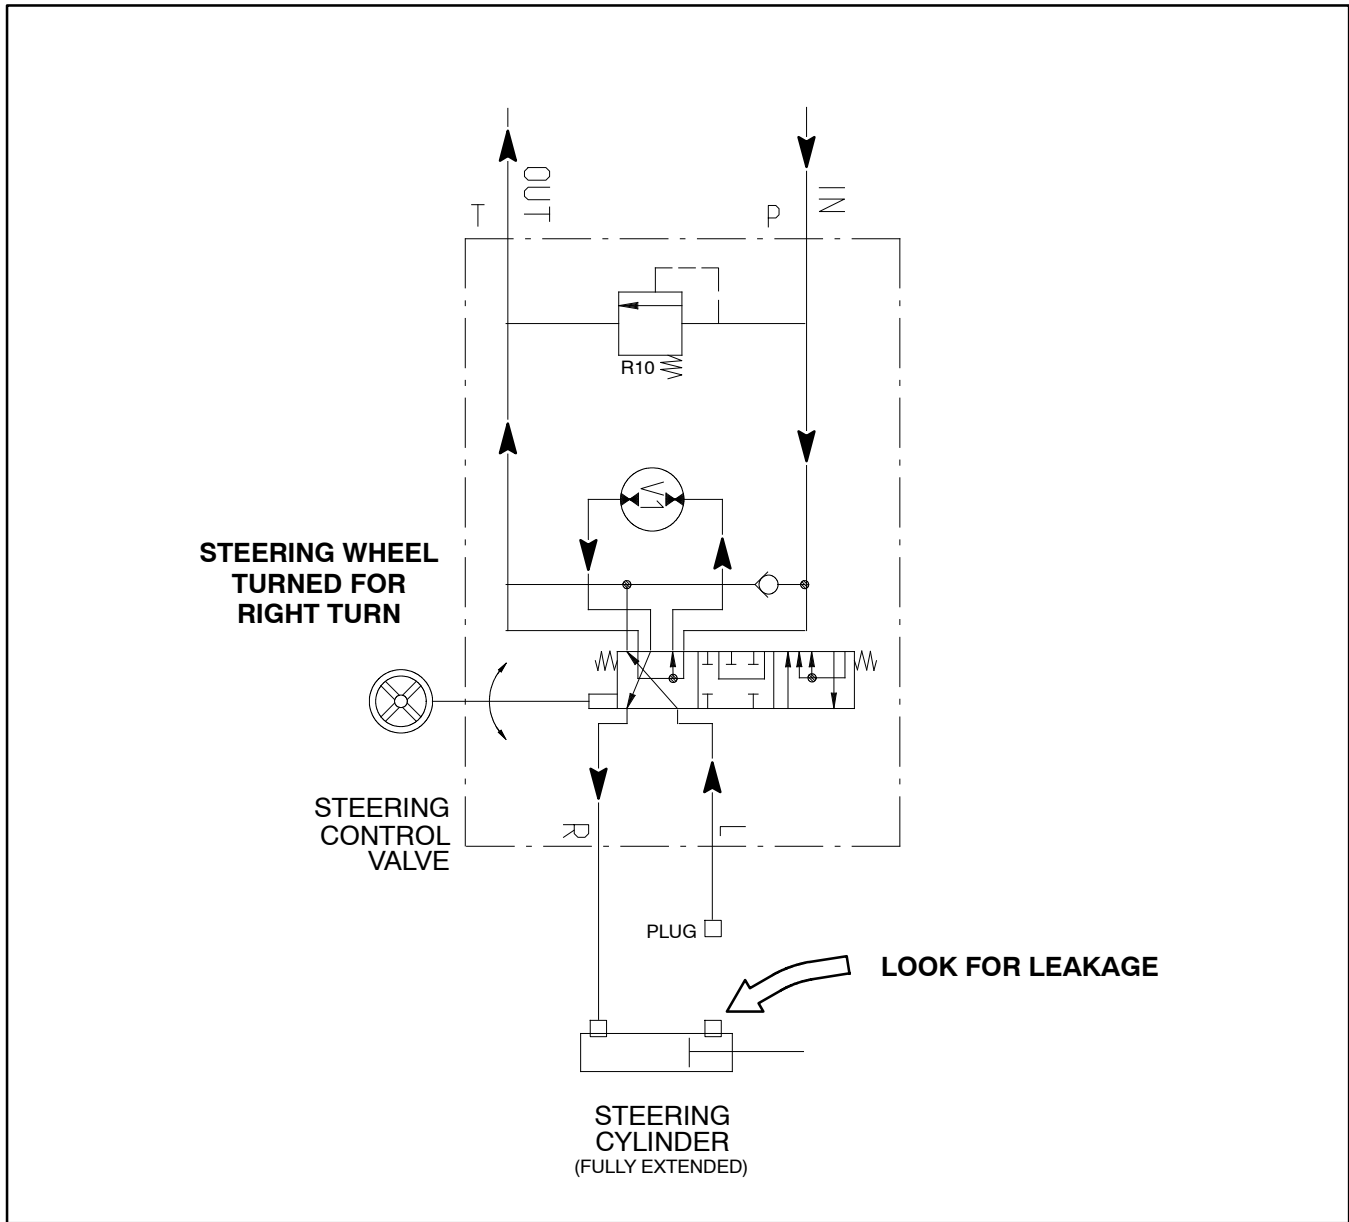 OUT
IN
T
P
R10
V1
STEERING WHEEL
TURNED FOR
RIGHT TURN
STEERING
CONTROL
VALVE
R
L
PLUG
LOOK FOR LEAKAGE
STEERING
CYLINDER
(FULLY EXTENDED)